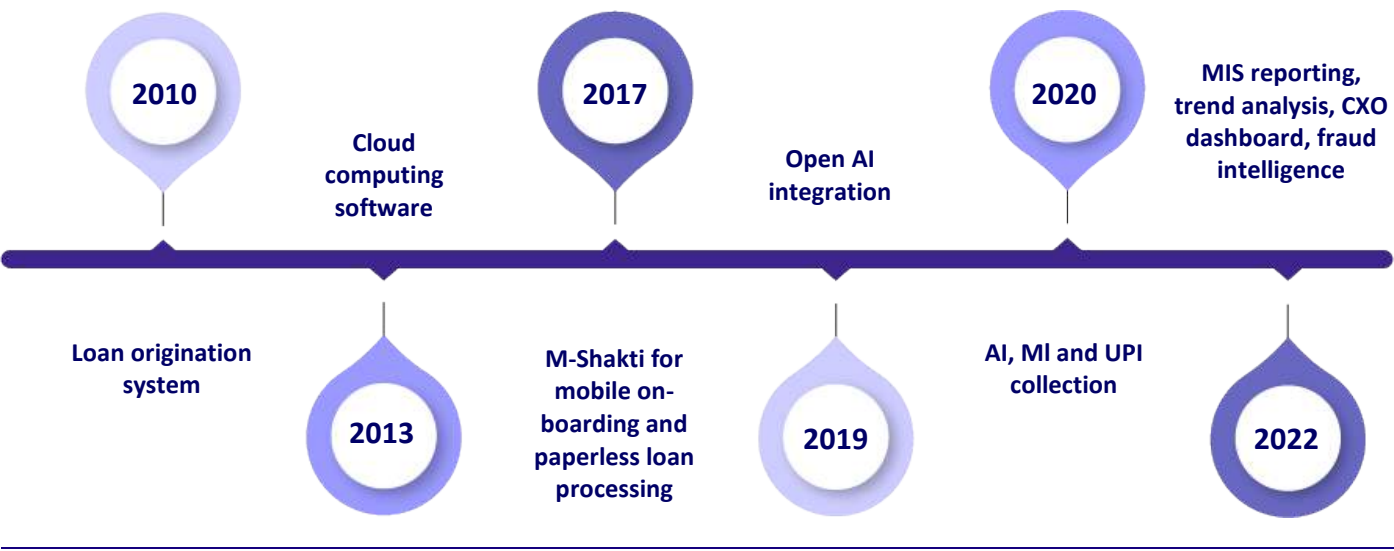 2010
Loan origination
system
Cloud
computing
software
2013
2017
M-Shakti for
mobile on-
boarding and
paperless loan
processing
Open AI
integration
2019
2020
AI, Ml and UPI
collection
MIS reporting,
trend analysis, CXO
dashboard, fraud
intelligence
2022